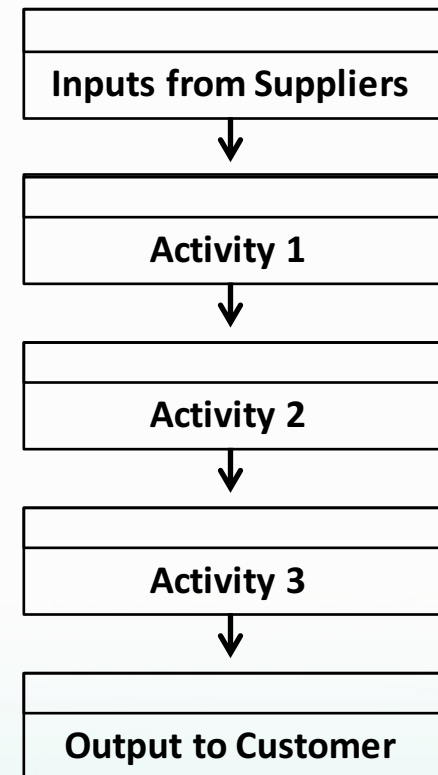 Inputs from Suppliers
Activity 1
Activity 2
Activity 3
Output to Customer